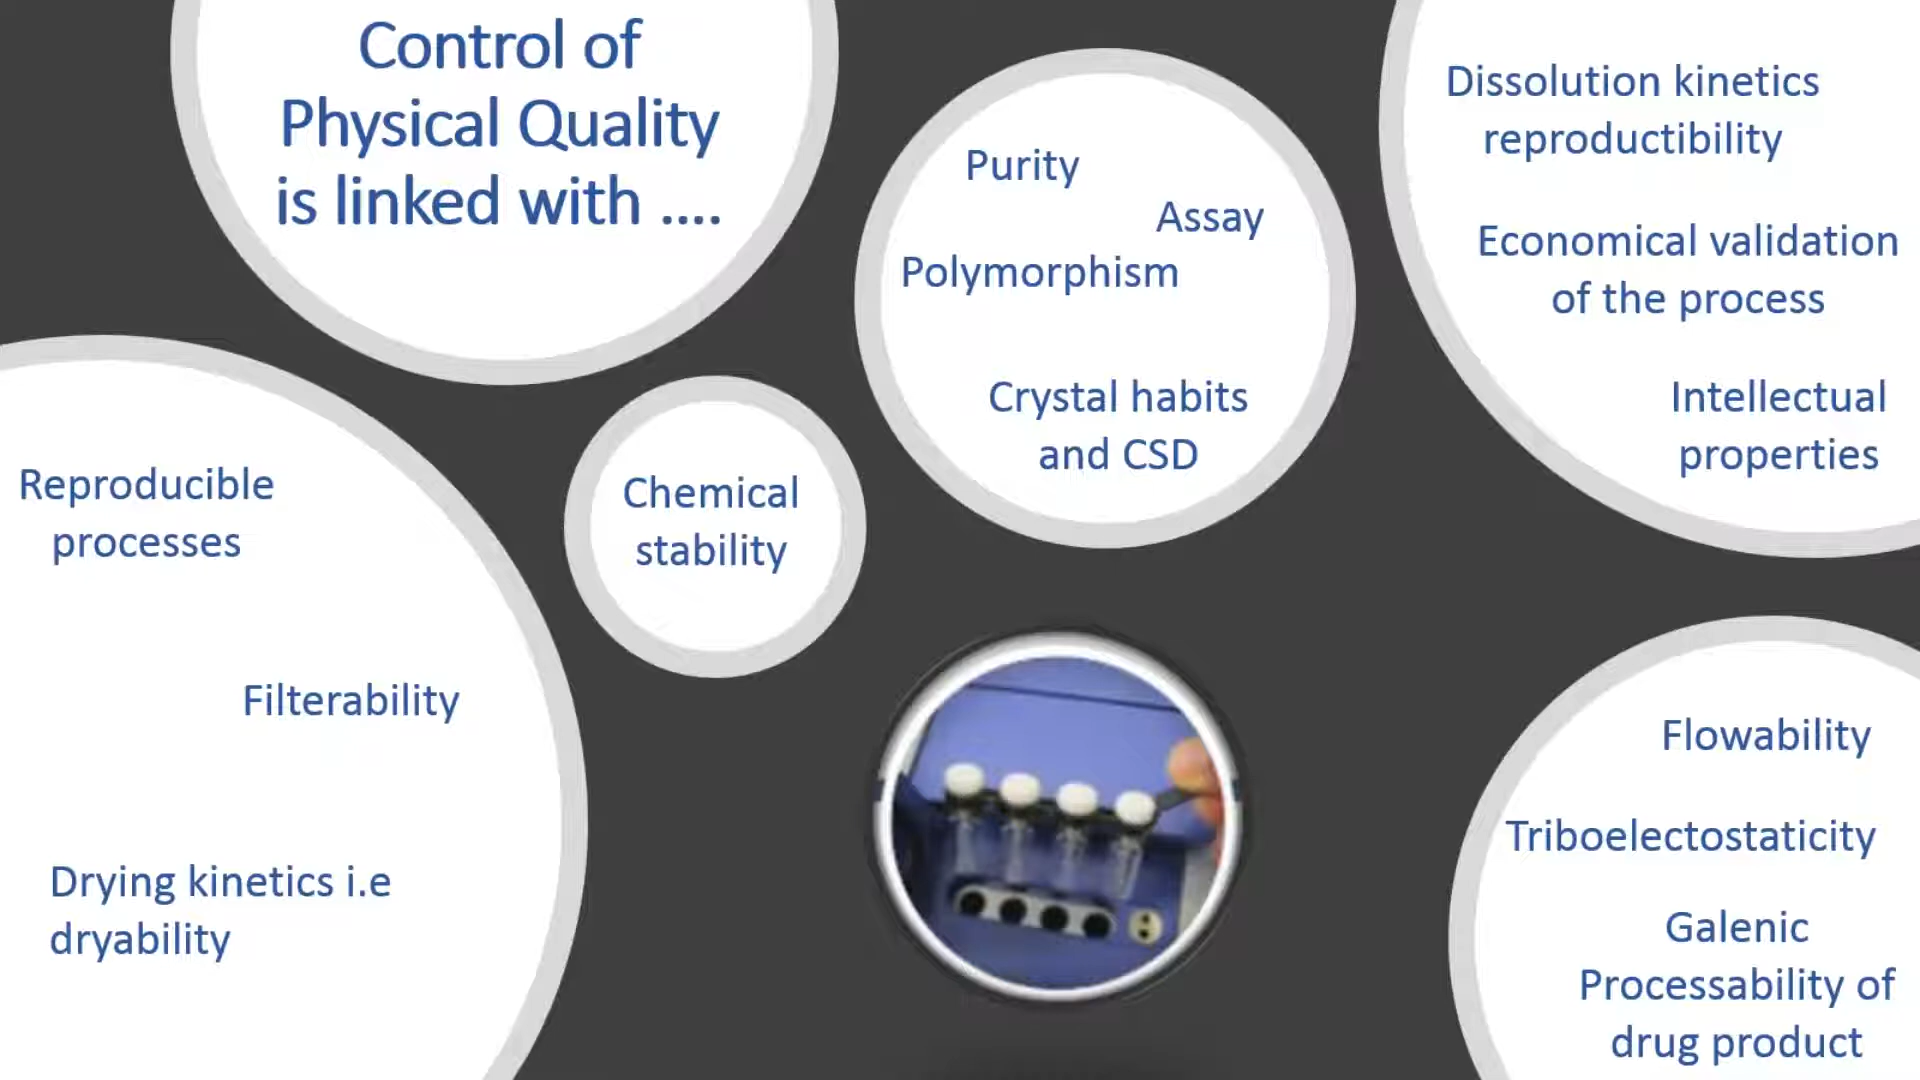 Control of
Physical Quality
is linked with ....
Purity
Assay
Polymorphism
Crystal habits
and CSD
Dissolution kinetics
reproductibility
Economical validation
of the process
Intellectual
properties
Reproducible
processes
Filterability
Drying kinetics i.e
dryability
Chemical
stability
Flowability
Triboelectostaticity
Galenic
Processability of
drug product